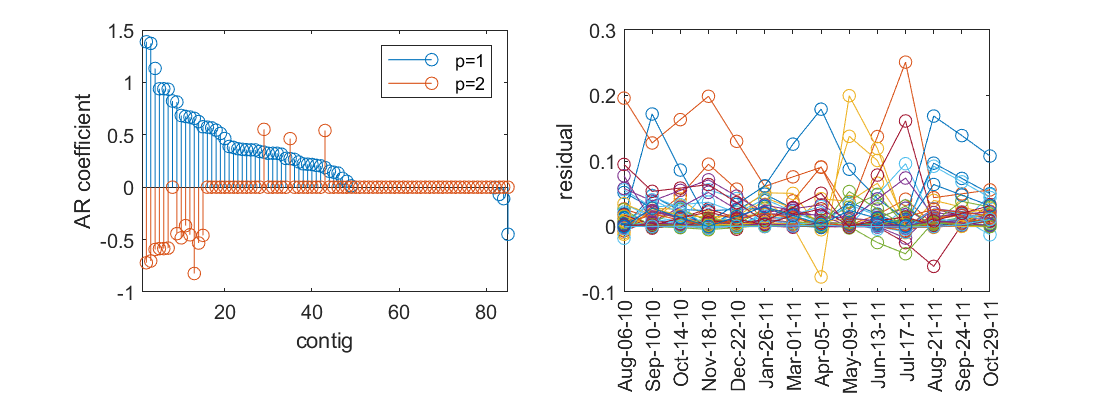 1.5
1
0.5
0
-0.5
-1
AR coefficient
20
40
60
80
contig
p=1
p=2
0.3
0.2
0.1
0
-0.1
residual
Aug-06-10
Sep-10-10
Oct-14-10
Nov-18-10
Dec-22-10
Jan-26-11
Mar-01-11
Apr-05-11
May-09-11
Jun-13-11
Jul-17-11
Aug-21-11
Sep-24-11
Oct-29-11